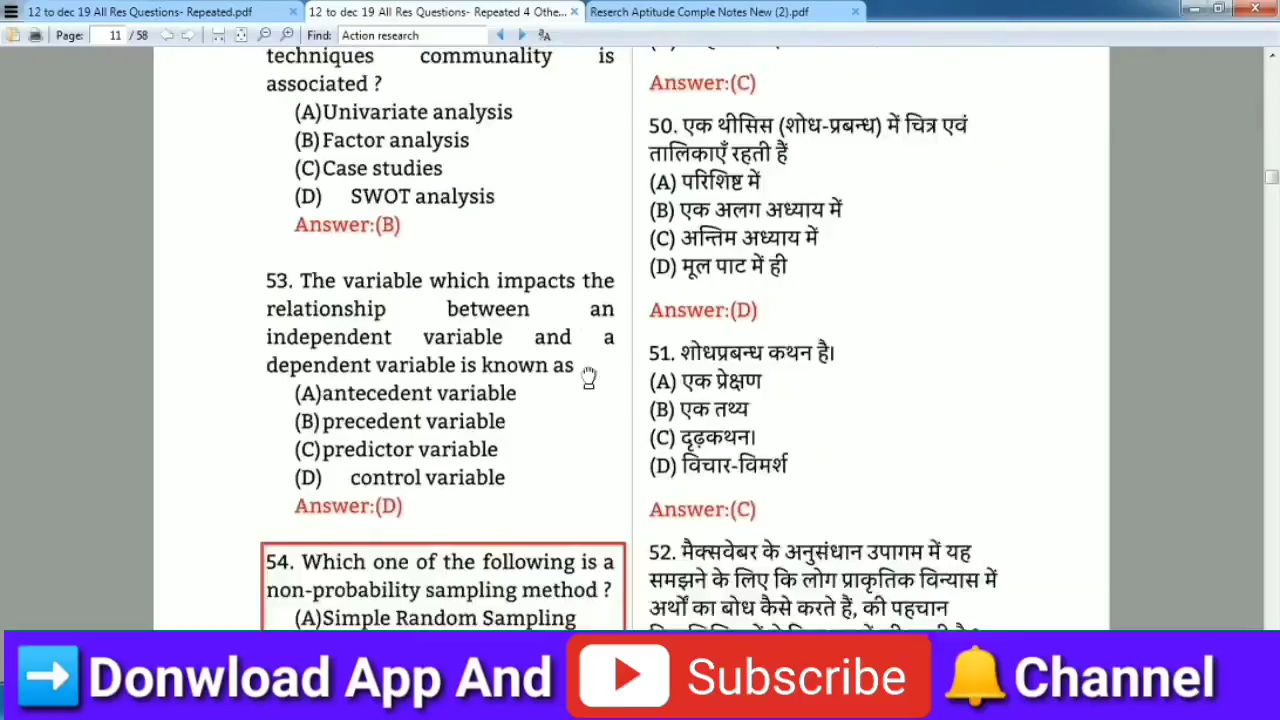 12 to dec 19 All Res Questions- Repeated.pdf
12 to dec 19 All Res Questions- Repeated 4 Othe...
Reserch Aptitude Comple Notes New (2).pdf
Page: 11 / 58
Find: Action research
techniques communality is
associated ?
(A)Univariate analysis
(B)Factor analysis
(C)Case studies
(D) SWOT analysis
Answer:(B)
53. The variable which impacts the
relationship between an
independent variable and a
dependent variable is known as
(A)antecedent variable
(B)precedent variable
(C)predictor variable
(D) control variable
Answer:(D)
54. Which one of the following is a
non-probability sampling method ?
(A)Simple Random Sampling
Answer:(C)
50. एक थीसिस (शोध-प्रबन्ध) में चित्र एवं
तालिकाएँ रहती हैं
(A) परिशिष्ट में
(B) एक अलग अध्याय में
(C) अन्तिम अध्याय में
(D) मूल पाट में ही
Answer:(D)
51. शोधप्रबन्ध कथन है।
(A) एक प्रेक्षण
(B) एक तथ्य
(C) दृढ़कथन।
(D) विचार-विमर्श
Answer:(C)
52. मैक्सवेबर के अनुसंधान उपागम में यह
समझने के लिए कि लोग प्राकृतिक विन्यास में
अर्थों का बोध कैसे करते हैं, की पहचान
Donwload App And Subscribe Channel